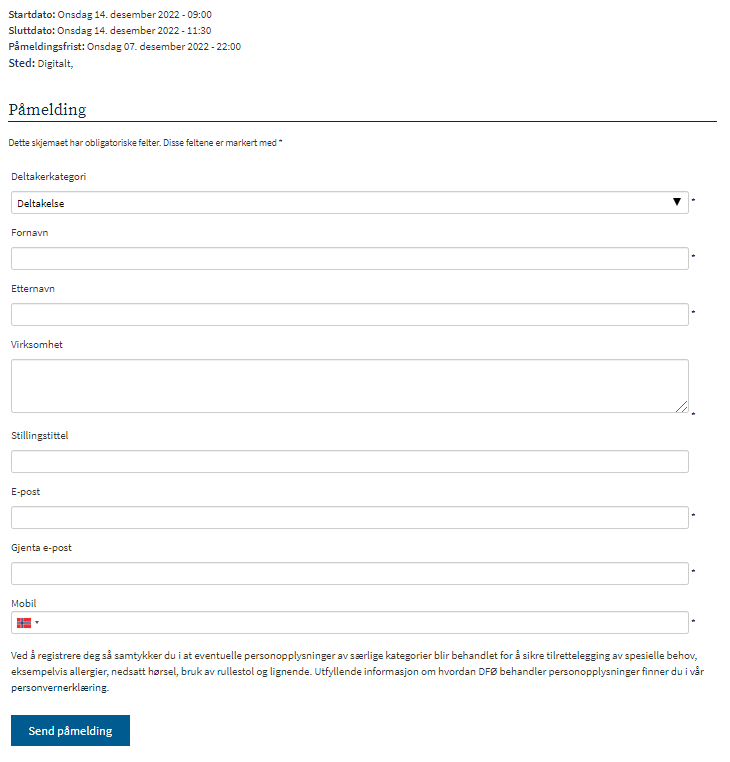 Startdato: Onsdag 14. desember 2022 - 09:00
Sluttdato: Onsdag 14. desember 2022 - 11:30
Påmeldingsfrist: Onsdag 07. desember 2022 - 22:00
Sted: Digitalt,
Påmelding
Dette skjemaet har obligatoriske felter. Disse feltene er markert med *
Deltakerkategori
Deltakelse *
Fornavn
*
Etternavn
*
Virksomhet
*
Stillingstittel
E-post
*
Gjenta e-post
*
Mobil
*
Ved å registrere deg så samtykker du i at eventuelle personopplysninger av særlige kategorier blir behandlet for å sikre tilrettelegging av spesielle behov,
eksempelvis allergier, nedsatt hørsel, bruk av rullestol og lignende. Utfyllende informasjon om hvordan DFØ behandler personopplysninger finner du i vår
personvernerklæring.
Send påmelding